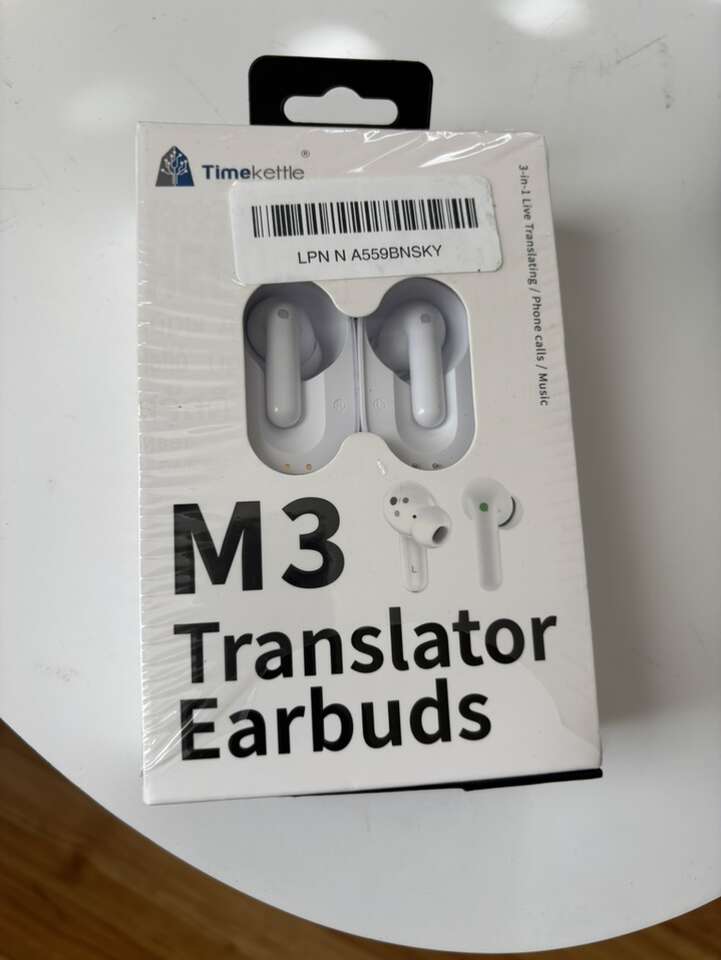 Timekettle®
LPN N A559BNSKY
3-in-1 Live Translating / Phone calls / Music
L
M3
Translator
Earbuds